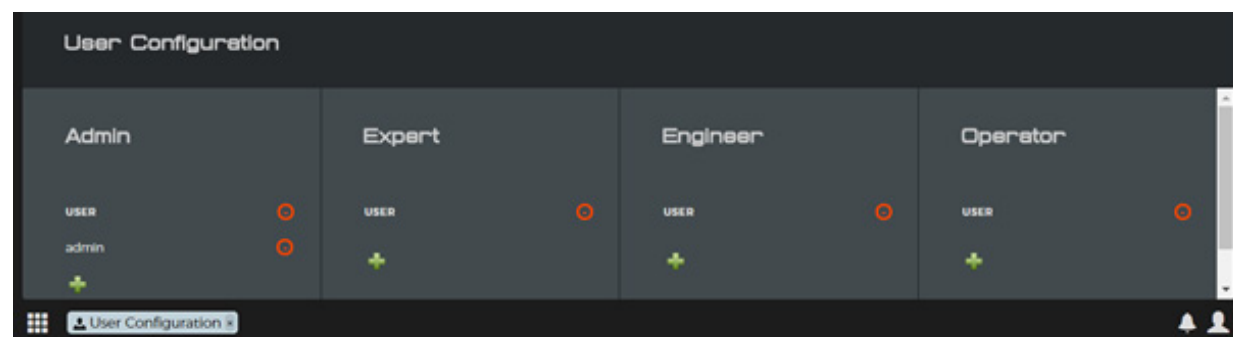 User Configuration
Admin Expert Engineer Operator
USER USER USER USER
admin
User Configuration